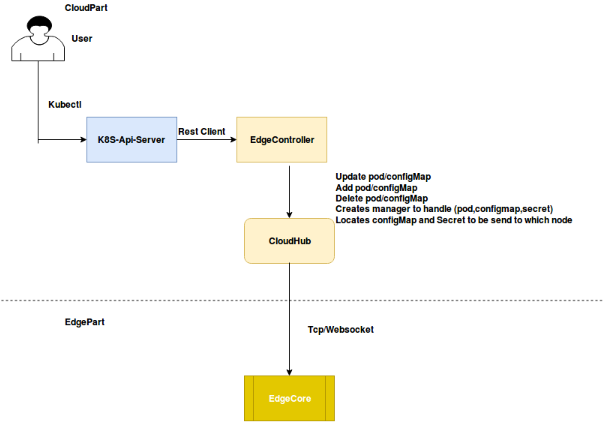 CloudPart
User
Kubectl
K8S-Api-Server
Rest Client
EdgeController
Update pod/configMap
Add pod/configMap
Delete pod/configMap
Creates manager to handle (pod,configmap,secret)
Locates configMap and Secret to be send to which node
CloudHub
EdgePart
Tcp/Websocket
EdgeCore